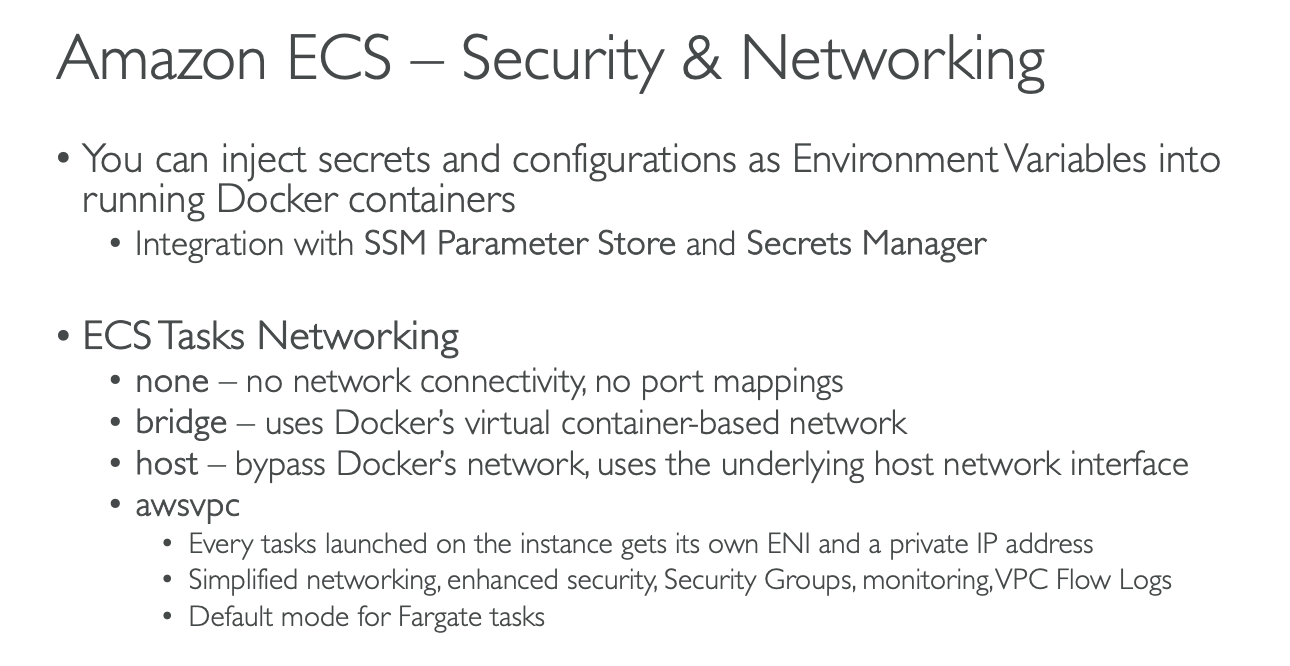 Amazon ECS – Security & Networking
• You can inject secrets and configurations as Environment Variables into
running Docker containers
• Integration with SSM Parameter Store and Secrets Manager
• ECS Tasks Networking
• none – no network connectivity, no port mappings
• bridge – uses Docker's virtual container-based network
• host – bypass Docker's network, uses the underlying host network interface
• awsvpc
• Every tasks launched on the instance gets its own ENI and a private IP address
• Simplified networking, enhanced security, Security Groups, monitoring, VPC Flow Logs
• Default mode for Fargate tasks